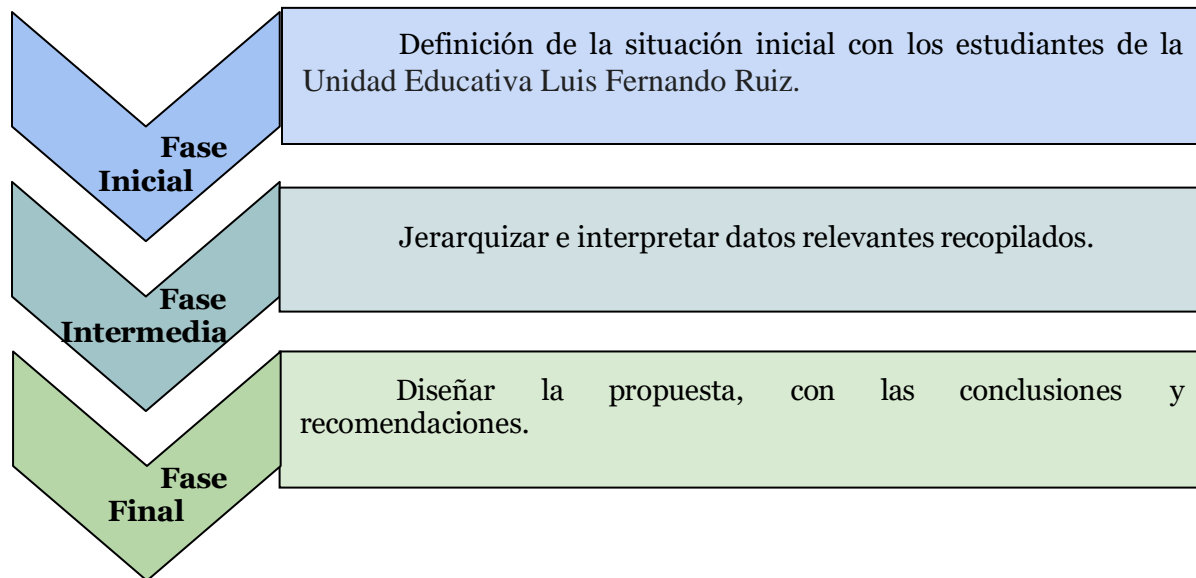 Definición de la situación inicial con los estudiantes de la
Unidad Educativa Luis Fernando Ruiz.
Fase
Inicial
Jerarquizar e interpretar datos relevantes recopilados.
Fase
Intermedia
Diseñar la propuesta, con las conclusiones y
recomendaciones.
Fase
Final